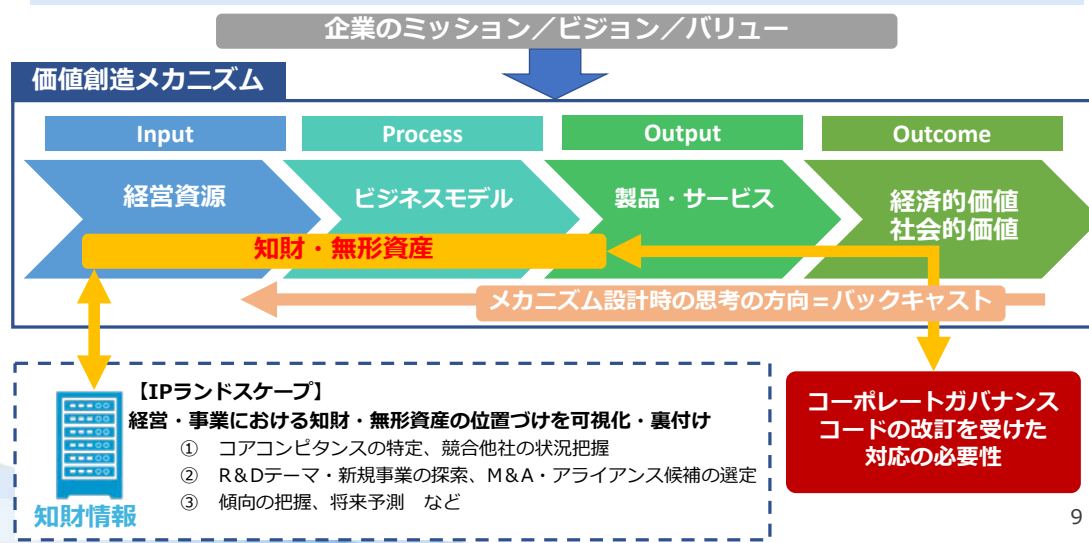 企業のミッション／ビジョン／バリュー
価値創造メカニズム
Input
Process
Output
Outcome
経営資源
ビジネスモデル
製品・サービス
経済的価値
社会的価値
知財・無形資産
メカニズム設計時の思考の方向＝バックキャスト
【IPランドスケープ】
経営・事業における知財・無形資産の位置づけを可視化・裏付け
① コアコンピタンスの特定、競合他社の状況把握
② R&Dテーマ・新規事業の探索、M&A・アライアンス候補の選定
③ 傾向の把握、将来予測　など
知財情報
コーポレートガバナンス
コードの改訂を受けた
対応の必要性
9